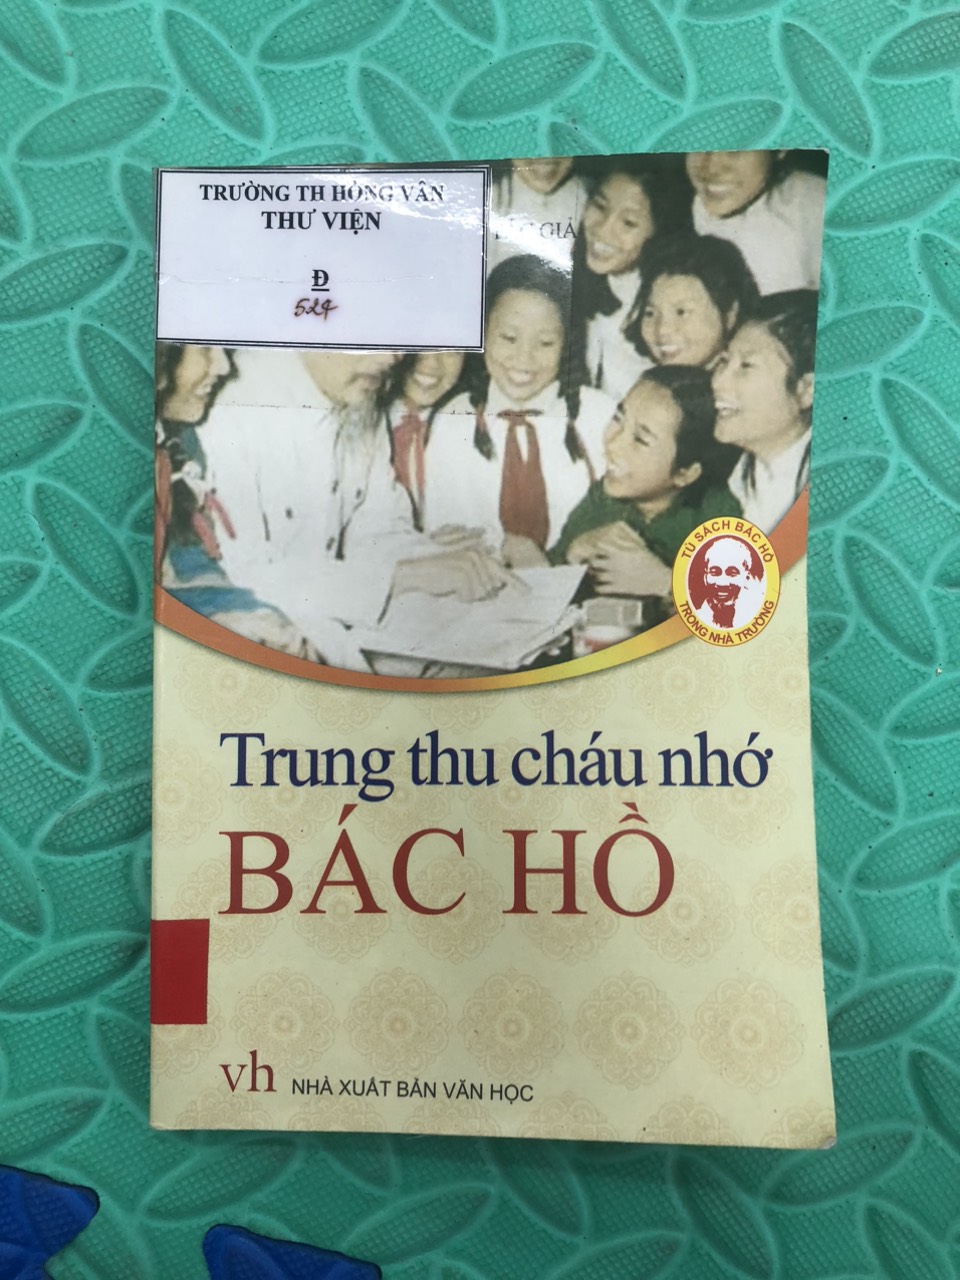 TRƯỜNG TH HỒNG VÂN
THƯ VIỆN
Đ
524
GIẢ
TỦ SÁCH BÁC HỒ
TRONG NHÀ TRƯỜNG
Trung thu cháu nhớ
BÁC HỒ
vh NHÀ XUẤT BẢN VĂN HỌC